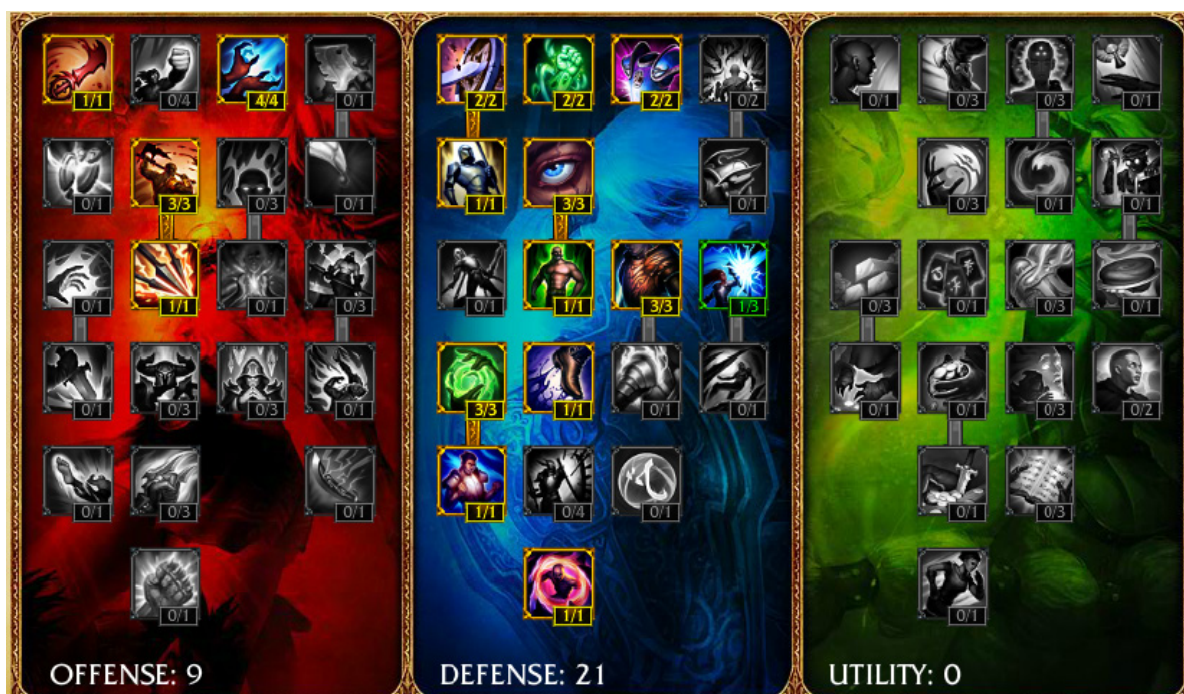 1/1 0/4 4/4 0/1 2/2 2/2 2/2 0/2 0/1 0/3 0/3 0/1
0/1 3/3 0/3 0/1 1/1 3/3 0/1 0/3 0/1 0/1
0/1 1/1 0/1 0/3 0/1 1/1 3/3 1/3 0/3 0/1 0/3 0/1
0/1 0/3 0/3 0/1 3/3 1/1 0/1 0/1 0/1 0/1 0/3 0/2
0/1 0/3 0/1 1/1 0/4 0/1 0/1 0/3
0/1 1/1 0/1
OFFENSE: 9 DEFENSE: 21 UTILITY: 0